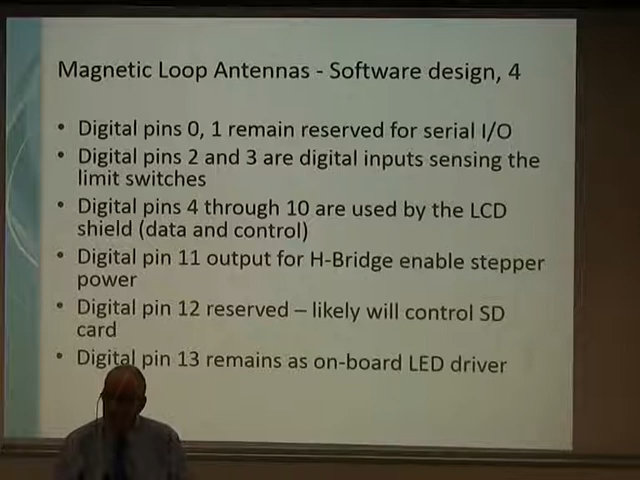 Magnetic Loop Antennas - Software design, 4
• Digital pins 0, 1 remain reserved for serial I/O
• Digital pins 2 and 3 are digital inputs sensing the
limit switches
• Digital pins 4 through 10 are used by the LCD
shield (data and control)
• Digital pin 11 output for H-Bridge enable stepper
power
• Digital pin 12 reserved – likely will control SD
card
• Digital pin 13 remains as on-board LED driver